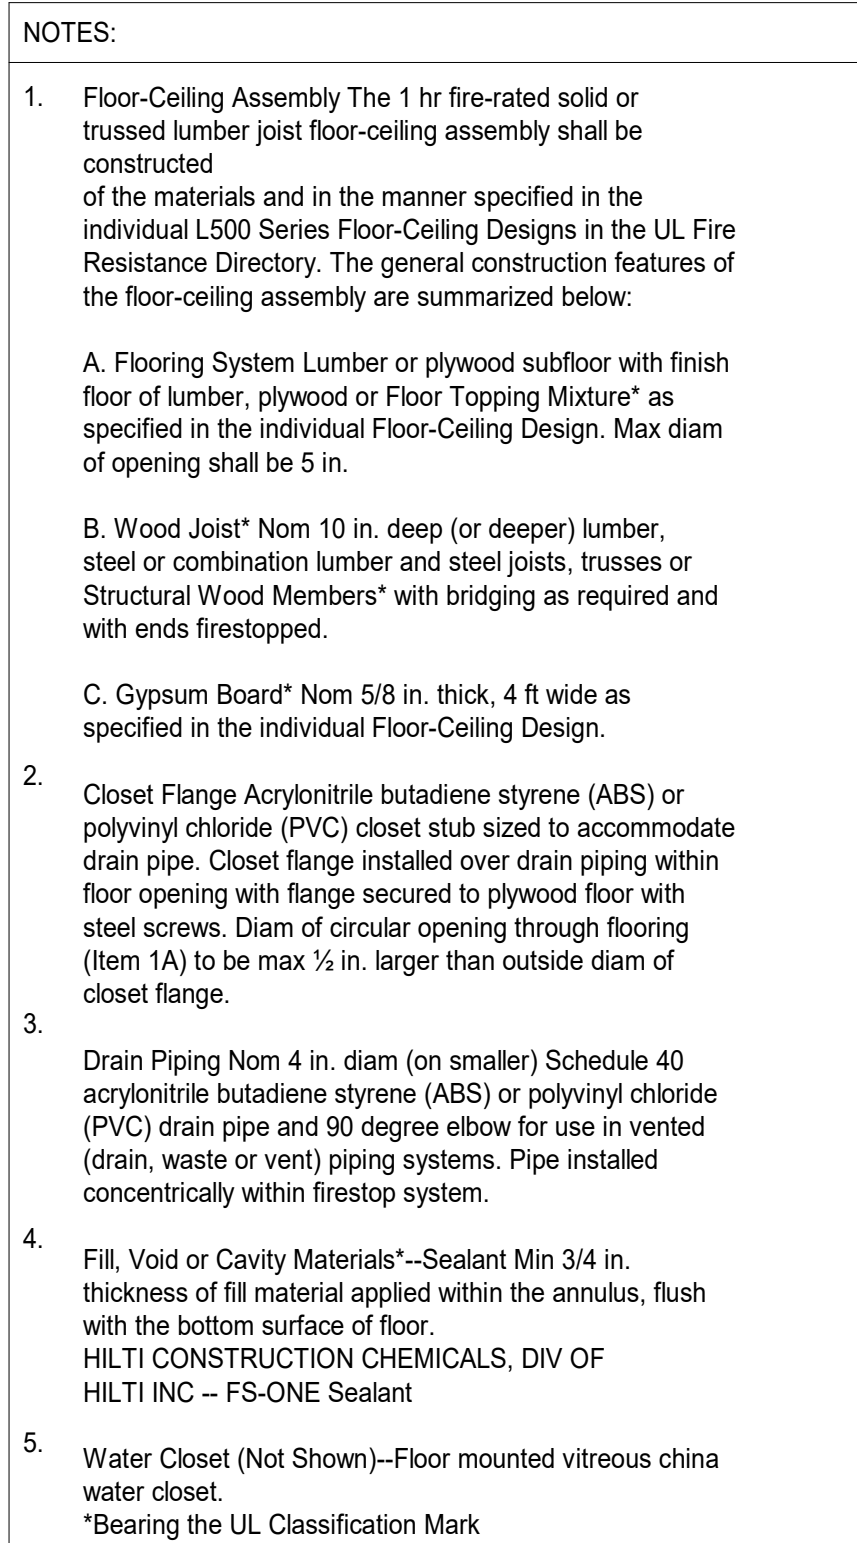 NOTES:
1. Floor-Ceiling Assembly The 1 hr fire-rated solid or
trussed lumber joist floor-ceiling assembly shall be
constructed
of the materials and in the manner specified in the
individual L500 Series Floor-Ceiling Designs in the UL Fire
Resistance Directory. The general construction features of
the floor-ceiling assembly are summarized below:
A. Flooring System Lumber or plywood subfloor with finish
floor of lumber, plywood or Floor Topping Mixture* as
specified in the individual Floor-Ceiling Design. Max diam
of opening shall be 5 in.
B. Wood Joist* Nom 10 in. deep (or deeper) lumber,
steel or combination lumber and steel joists, trusses or
Structural Wood Members* with bridging as required and
with ends firestopped.
C. Gypsum Board* Nom 5/8 in. thick, 4 ft wide as
specified in the individual Floor-Ceiling Design.
2. Closet Flange Acrylonitrile butadiene styrene (ABS) or
polyvinyl chloride (PVC) closet stub sized to accommodate
drain pipe. Closet flange installed over drain piping within
floor opening with flange secured to plywood floor with
steel screws. Diam of circular opening through flooring
(Item 1A) to be max ½ in. larger than outside diam of
closet flange.
3. Drain Piping Nom 4 in. diam (on smaller) Schedule 40
acrylonitrile butadiene styrene (ABS) or polyvinyl chloride
(PVC) drain pipe and 90 degree elbow for use in vented
(drain, waste or vent) piping systems. Pipe installed
concentrically within firestop system.
4. Fill, Void or Cavity Materials*--Sealant Min 3/4 in.
thickness of fill material applied within the annulus, flush
with the bottom surface of floor.
HILTI CONSTRUCTION CHEMICALS, DIV OF
HILTI INC -- FS-ONE Sealant
5. Water Closet (Not Shown)--Floor mounted vitreous china
water closet.
*Bearing the UL Classification Mark